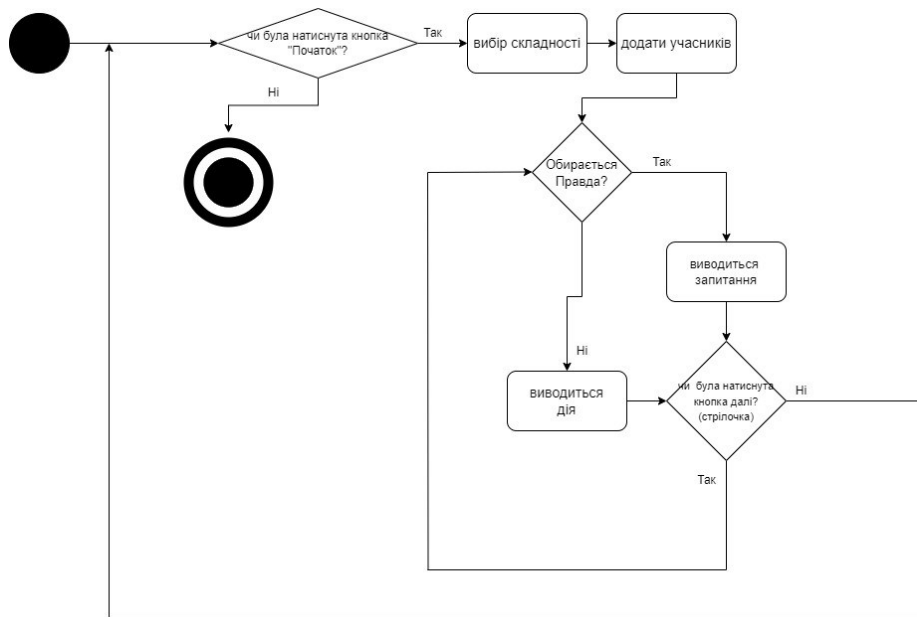 чи була натиснута кнопка
"Початок"?
Так
вибір складності
додати учасників
Ні
Обирається
Правда?
Так
виводиться
запитання
Ні
виводиться
дія
чи була натиснута
кнопка далі?
(стрілочка)
Ні
Так